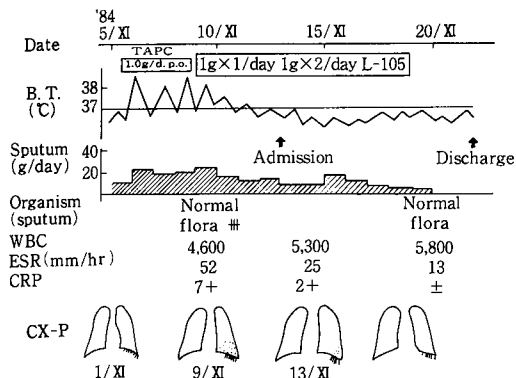 '84
Date 5/XI 10/XI 15/XI 20/XI
TAPC
1.0g/d. p.o.
1g×1/day 1g×2/day L-105
B. T.
(℃)
38
37
Admission
Discharge
Sputum
(g/day)
40
20
Organism
(sputum)
Normal
flora ⧻
Normal
flora
WBC 4,600 5,300 5,800
ESR(mm/hr) 52 25 13
CRP 7+ 2+ ±
CX-P
1/XI 9/XI 13/XI